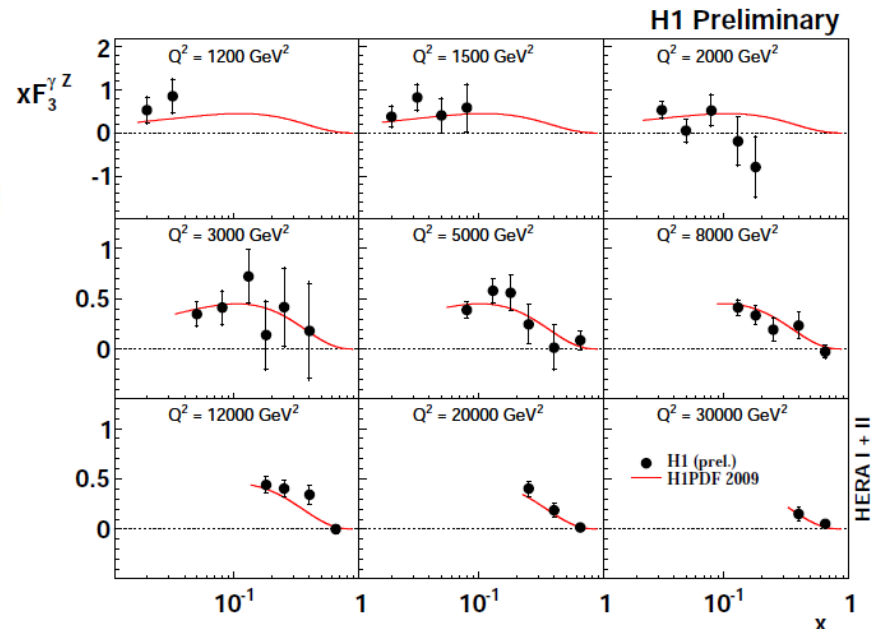 H1 Preliminary
xF₃^γ Z
Q² = 1200 GeV²
Q² = 1500 GeV²
Q² = 2000 GeV²
2
1
0
-1
Q² = 3000 GeV²
Q² = 5000 GeV²
Q² = 8000 GeV²
1
0.5
0
Q² = 12000 GeV²
Q² = 20000 GeV²
Q² = 30000 GeV²
1
0.5
0
H1 (prel.)
H1PDF 2009
HERA I + II
10⁻¹
1
10⁻¹
1
10⁻¹
1
x